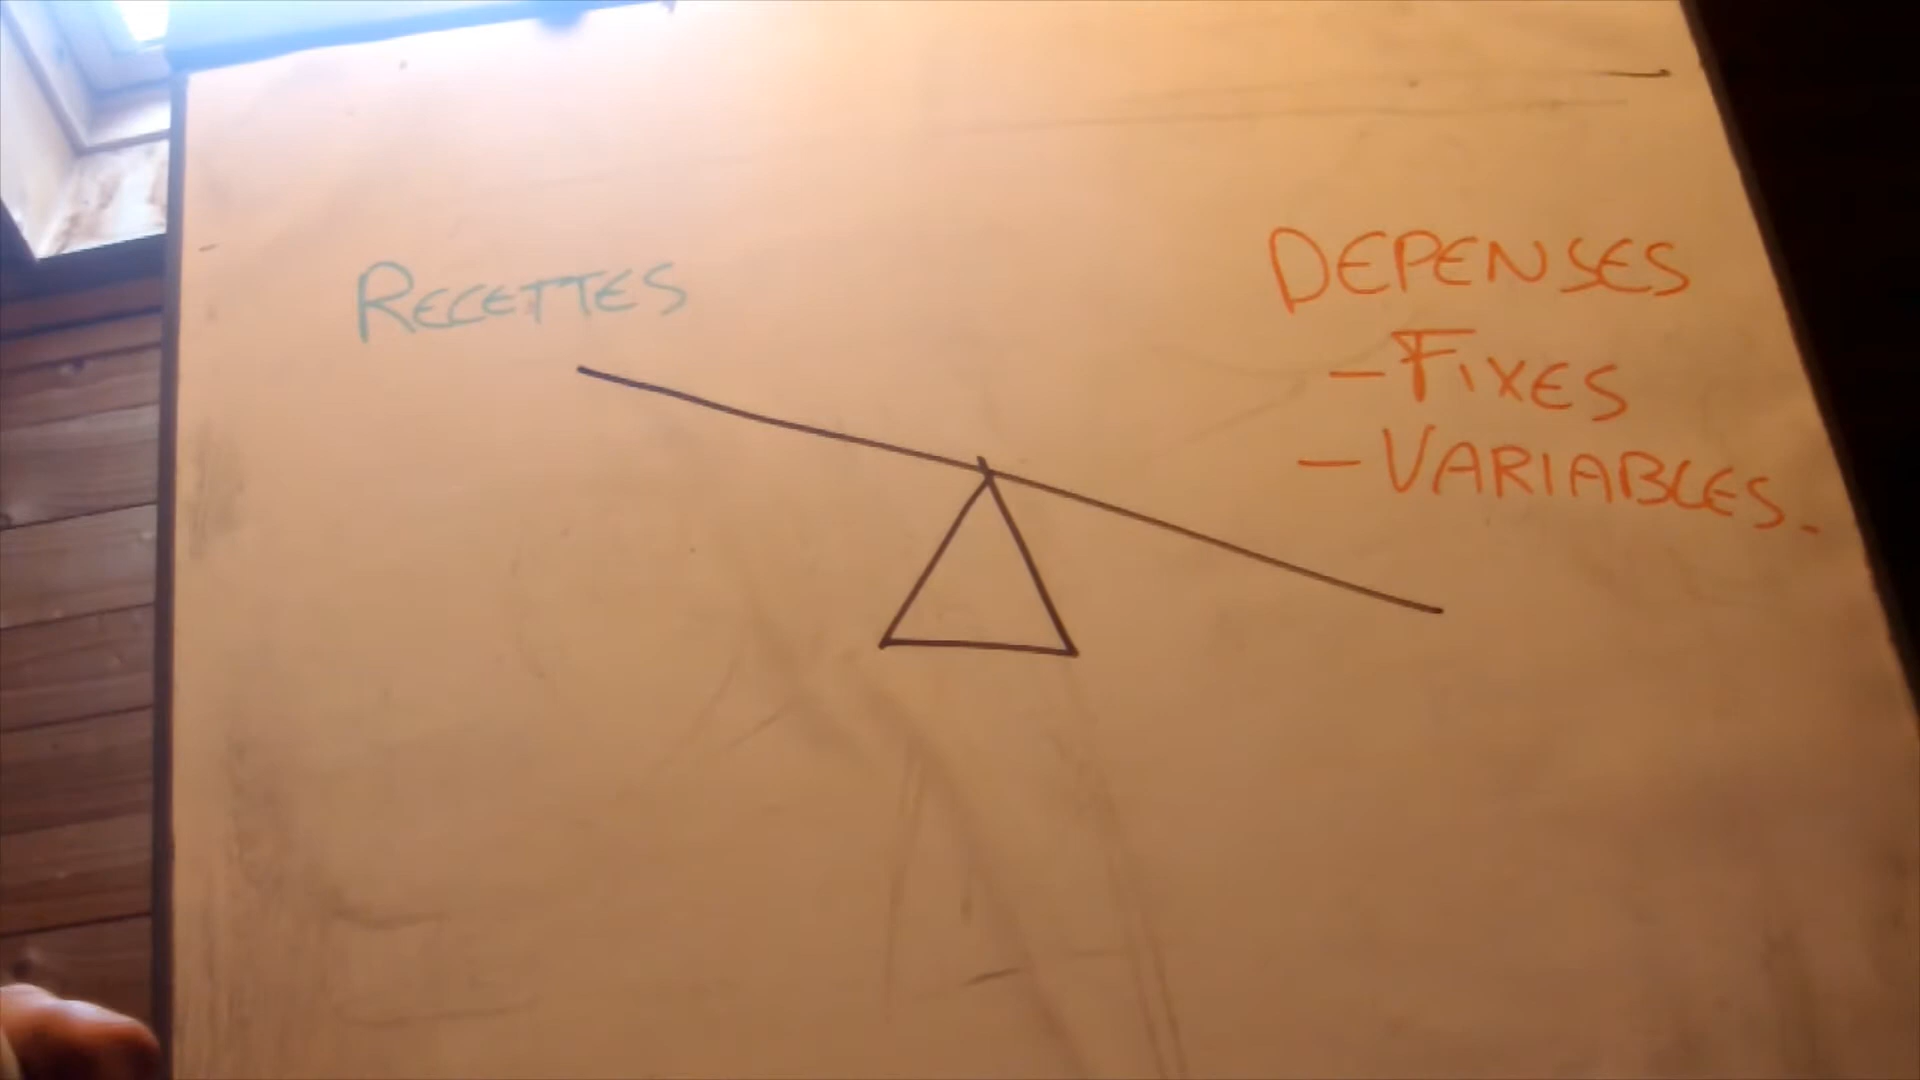 RECETTES
DEPENSES
- FIXES
- VARIABLES.